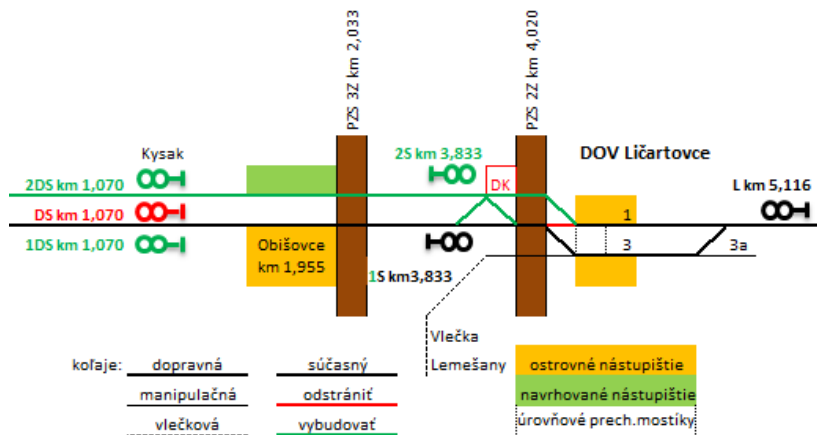 PZS 3Z km 2,033
PZS 2Z km 4,020
Kysak
2S km 3,833
DOV Ličartovce
2DS km 1,070
DK
L km 5,116
DS km 1,070
1
1DS km 1,070
Obišovce
km 1,955
3
3a
1S km3,833
Vlečka
Lemešany
koľaje:
dopravná
súčasný
ostrovné nástupištie
manipulačná
odstrániť
navrhované nástupištie
vlečková
vybudovať
úrovňové prech.mostíky